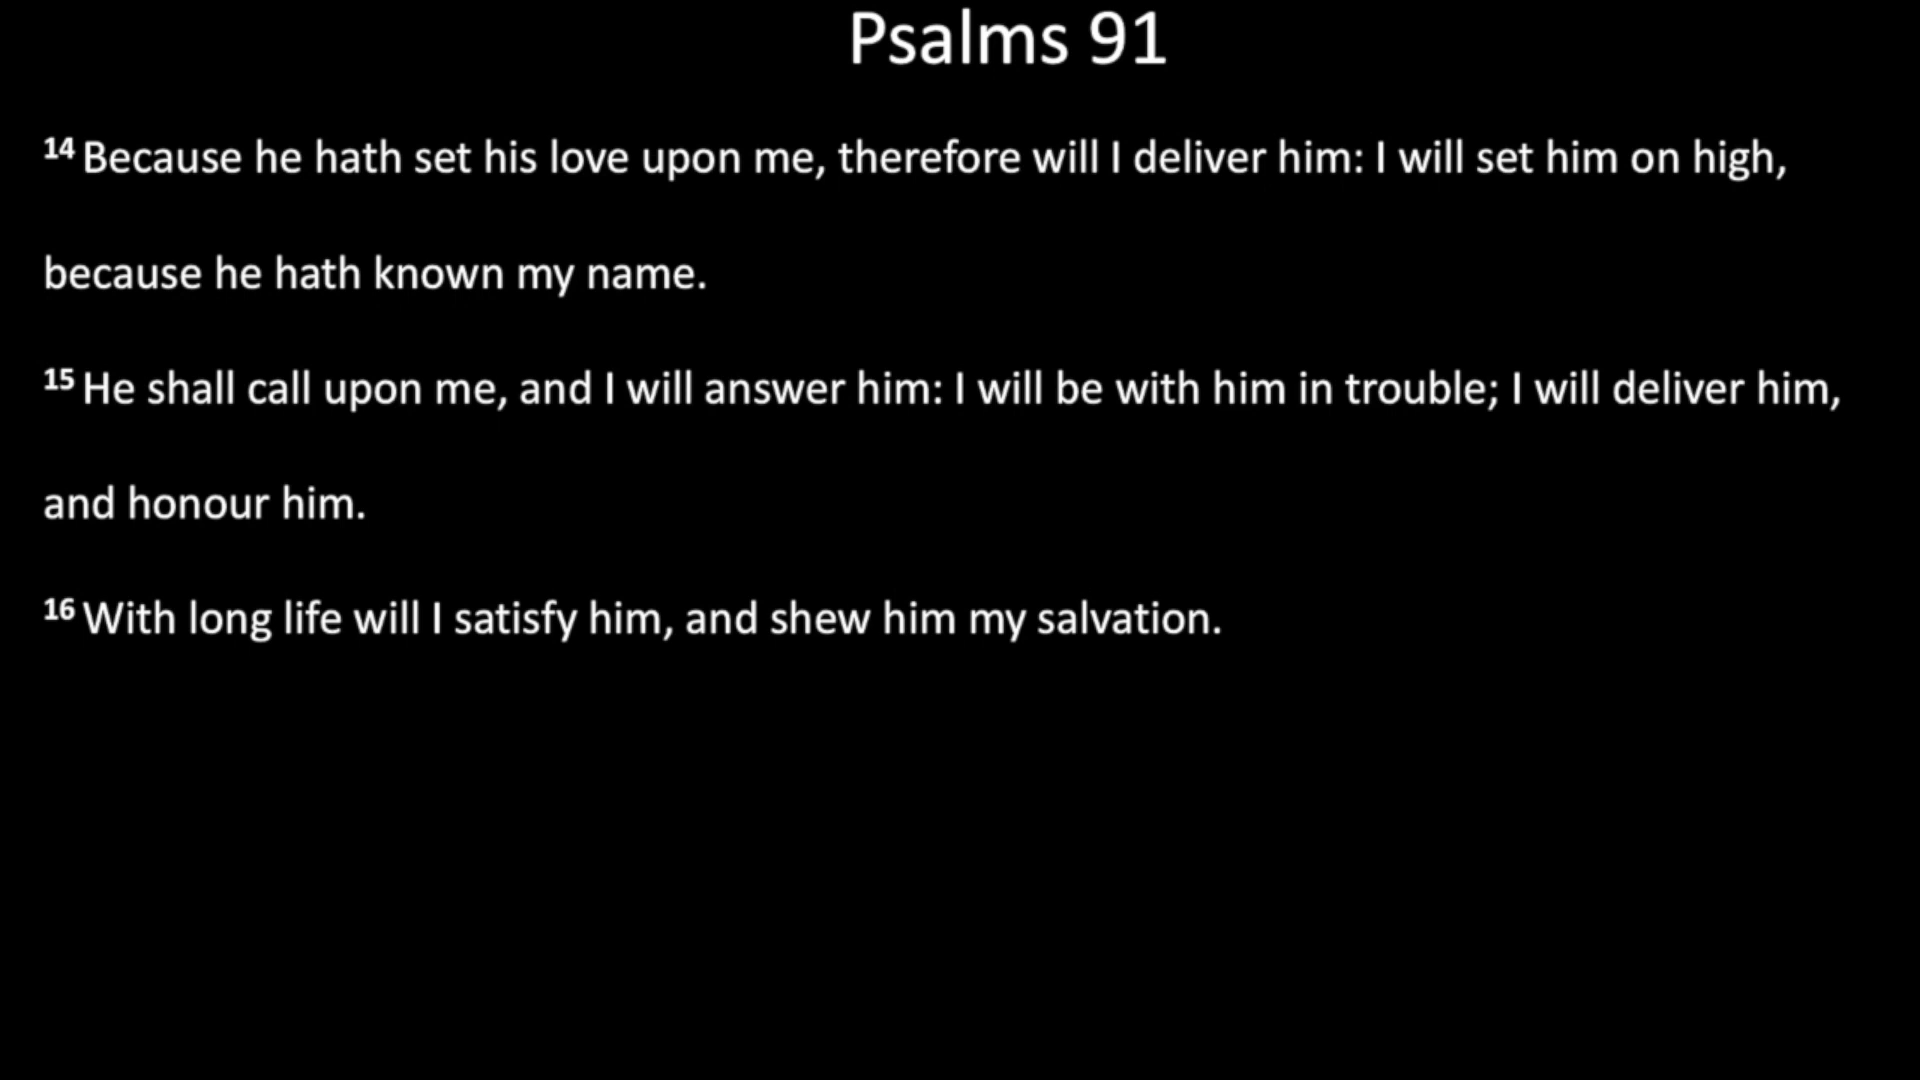 Psalms 91
14 Because he hath set his love upon me, therefore will I deliver him: I will set him on high,
because he hath known my name.
15 He shall call upon me, and I will answer him: I will be with him in trouble; I will deliver him,
and honour him.
16 With long life will I satisfy him, and shew him my salvation.